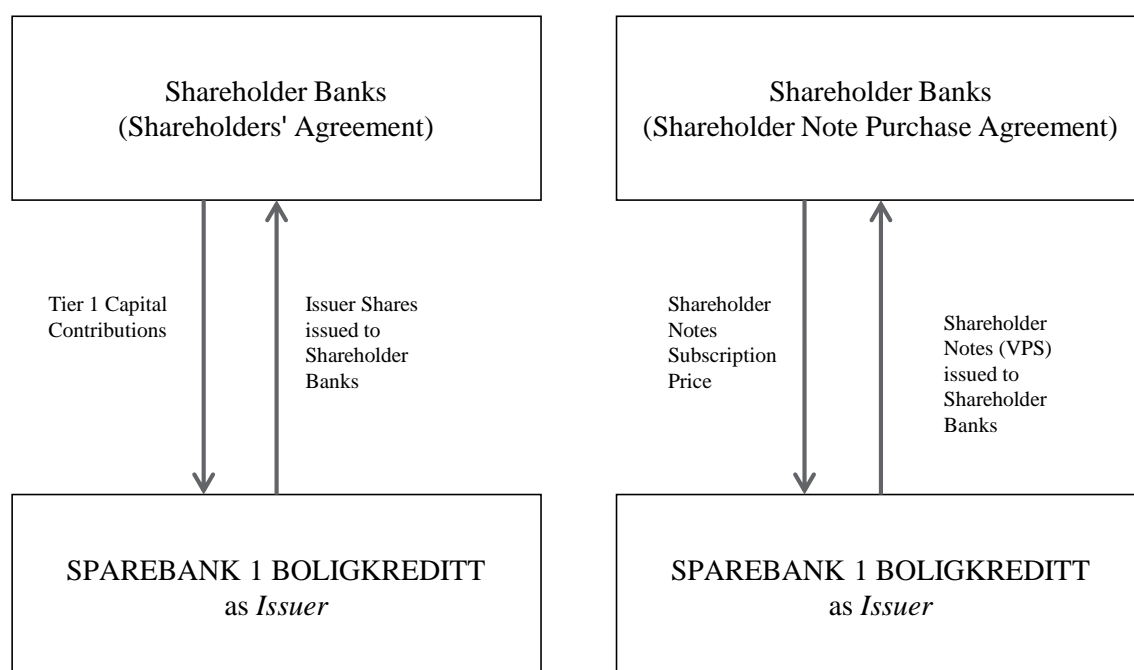 Shareholder Banks
(Shareholders' Agreement)
Shareholder Banks
(Shareholder Note Purchase Agreement)
Tier 1 Capital
Contributions
Issuer Shares
issued to
Shareholder
Banks
Shareholder
Notes
Subscription
Price
Shareholder
Notes (VPS)
issued to
Shareholder
Banks
SPAREBANK 1 BOLIGKREDITT
as Issuer
SPAREBANK 1 BOLIGKREDITT
as Issuer